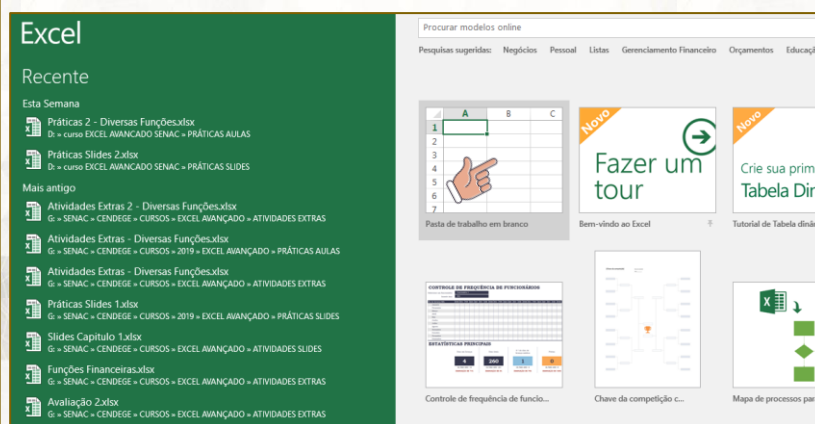 Excel
Recente
Esta Semana
Práticas 2 - Diversas Funções.xlsx
D: » curso EXCEL AVANCADO SENAC » PRÁTICAS AULAS
Práticas Slides 2.xlsx
D: » curso EXCEL AVANCADO SENAC » PRÁTICAS SLIDES
Mais antigo
Atividades Extras 2 - Diversas Funções.xlsx
G: » SENAC » CENDEGE » CURSOS » EXCEL AVANÇADO » ATIVIDADES EXTRAS
Atividades Extras - Diversas Funções.xlsx
G: » SENAC » CENDEGE » CURSOS » 2019 » EXCEL AVANÇADO » PRÁTICAS AULAS
Atividades Extras - Diversas Funções.xlsx
G: » SENAC » CENDEGE » CURSOS » EXCEL AVANÇADO » ATIVIDADES EXTRAS
Práticas Slides 1.xlsx
G: » SENAC » CENDEGE » CURSOS » 2019 » EXCEL AVANÇADO » PRÁTICAS SLIDES
Slides Capitulo 1.xlsx
G: » SENAC » CENDEGE » CURSOS » EXCEL AVANÇADO » ATIVIDADES SLIDES
Funções Financeiras.xlsx
G: » SENAC » CENDEGE » CURSOS » EXCEL AVANÇADO » ATIVIDADES EXTRAS
Avaliação 2.xlsx
G: » SENAC » CENDEGE » CURSOS » EXCEL AVANÇADO » ATIVIDADES EXTRAS
Procurar modelos online
Pesquisas sugeridas: Negócios Pessoal Listas Gerenciamento Financeiro Orçamentos Educaçã
A B C
1
2
3
4
5
6
7
Pasta de trabalho em branco
Novo
Fazer um
tour
Bem-vindo ao Excel
Novo
Crie sua prim
Tabela Din
Tutorial de Tabela dinâ
CONTROLE DE FREQUÊNCIA DE FUNCIONÁRIOS
ESTATÍSTICAS PRINCIPAIS
4 260 1 0
Controle de frequência de funcio...
Chave da competição c...
Mapa de processos par